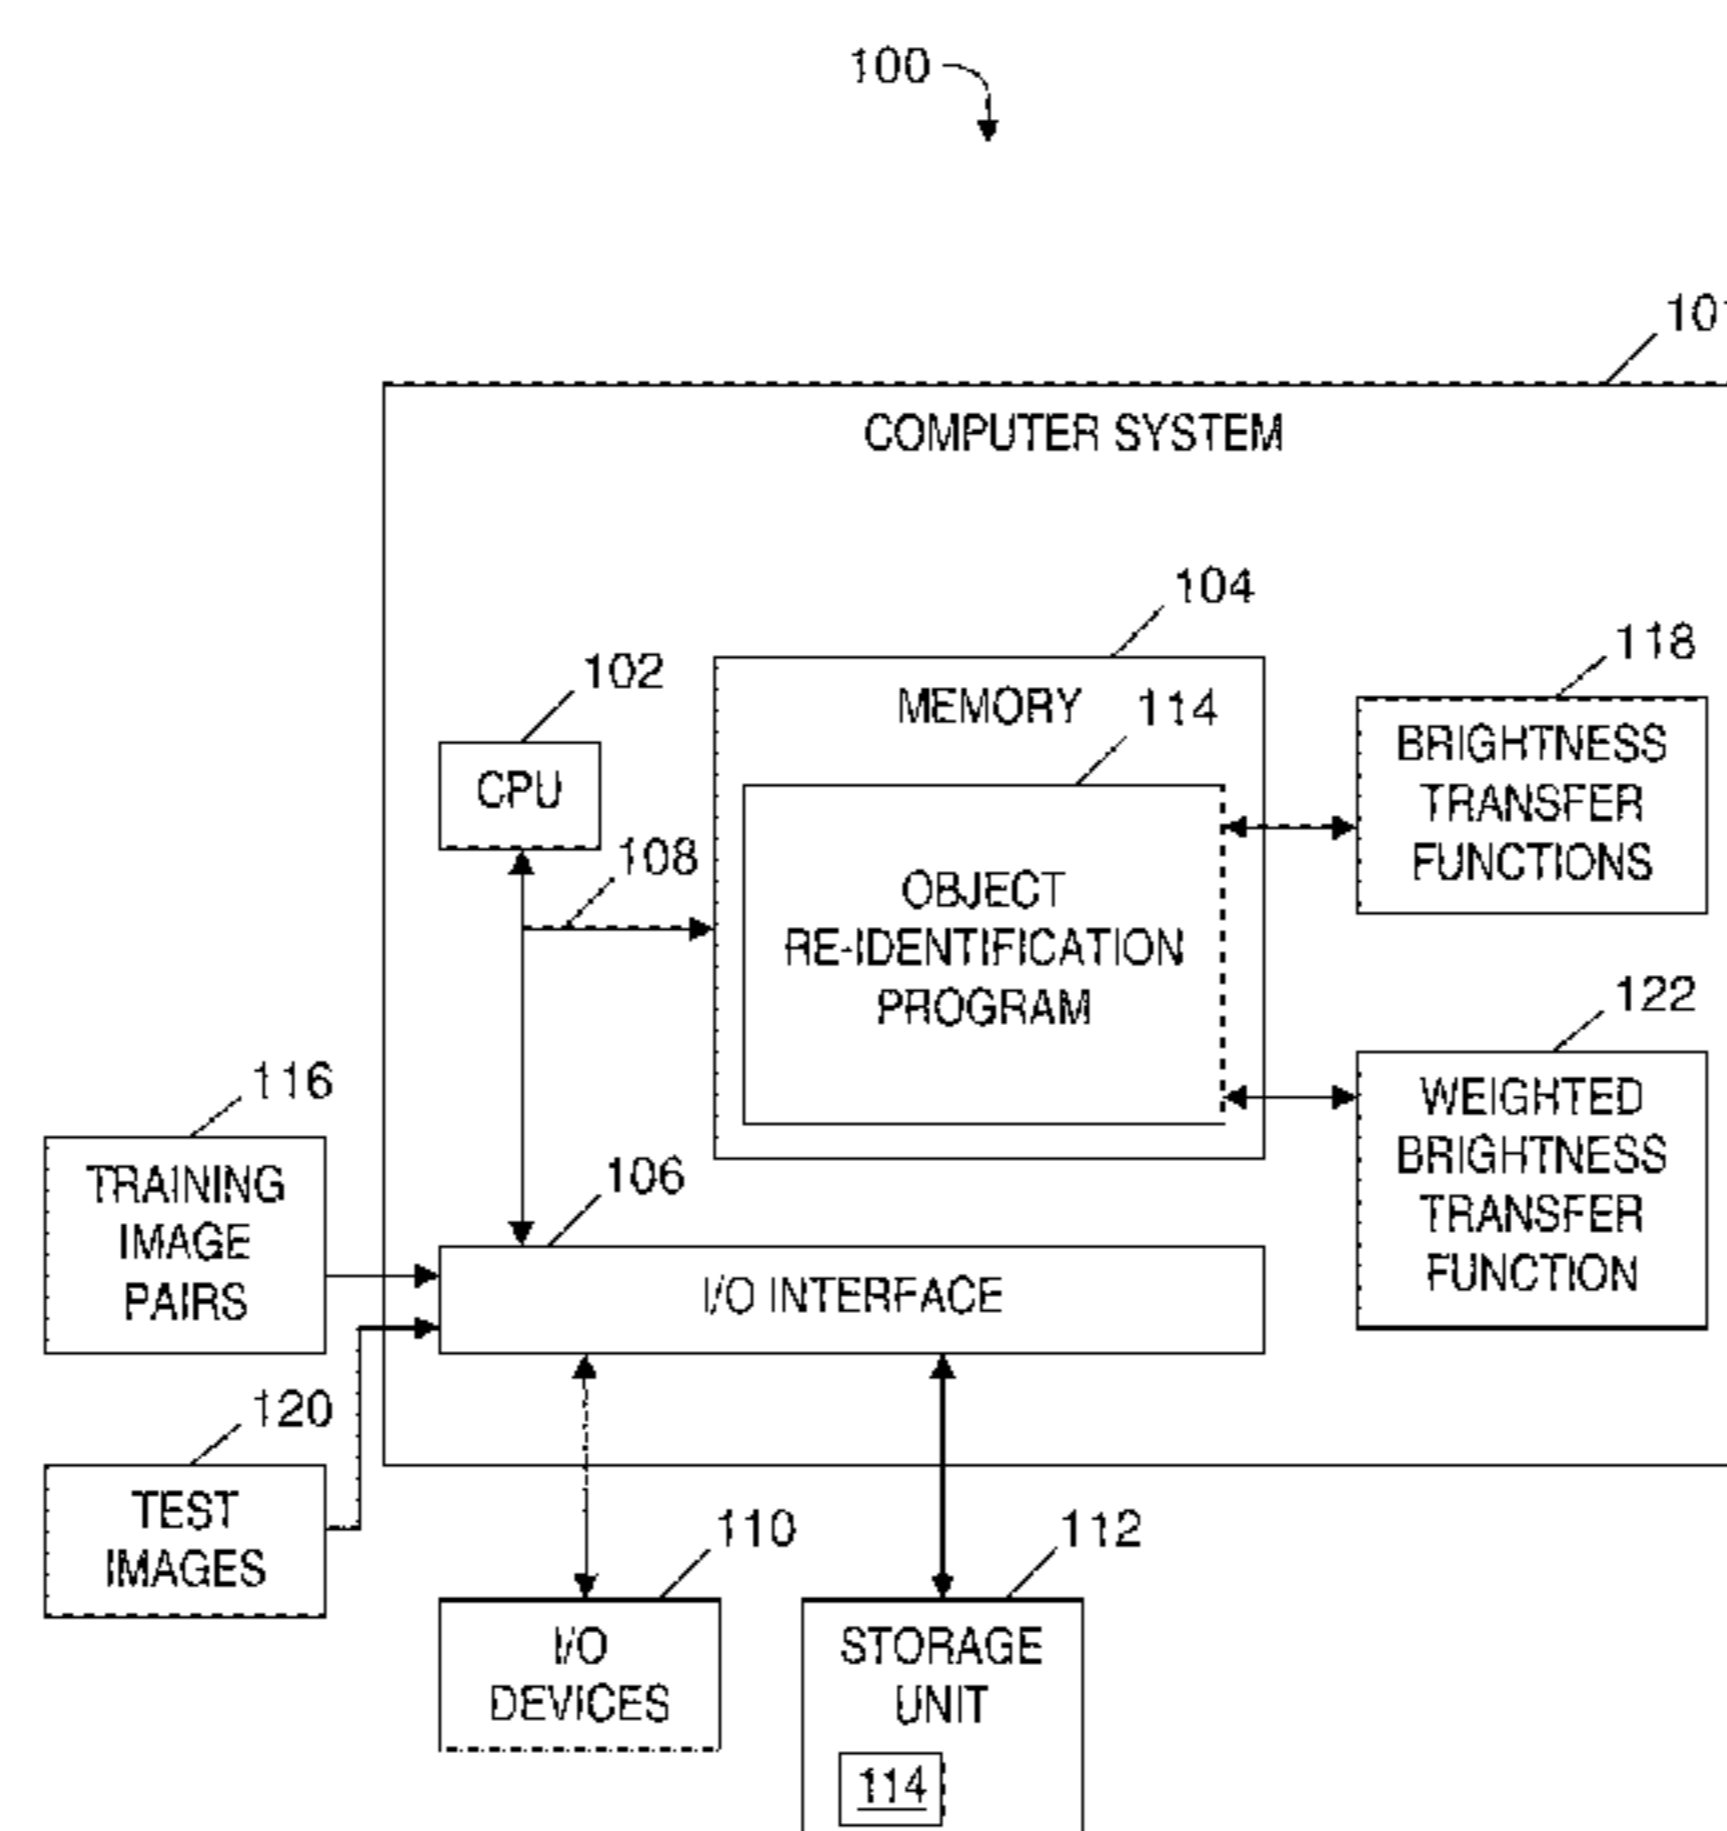 100
101
COMPUTER SYSTEM
104
118
102
MEMORY
114
BRIGHTNESS
TRANSFER
FUNCTIONS
CPU
108
OBJECT
RE-IDENTIFICATION
PROGRAM
122
WEIGHTED
BRIGHTNESS
TRANSFER
FUNCTION
116
TRAINING
IMAGE
PAIRS
106
I/O INTERFACE
120
TEST
IMAGES
110
I/O
DEVICES
112
STORAGE
UNIT
114